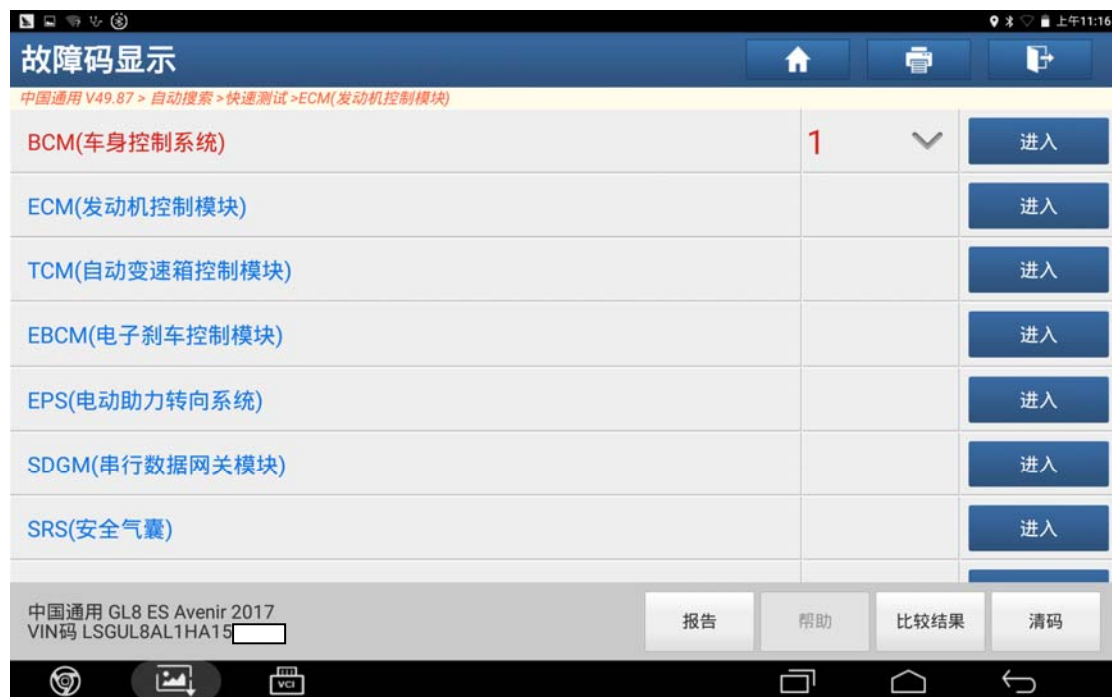 上午11:16
故障码显示
中国通用 V49.87 > 自动搜索 >快速测试 >ECM(发动机控制模块)
BCM(车身控制系统) 1 进入
ECM(发动机控制模块) 进入
TCM(自动变速箱控制模块) 进入
EBCM(电子刹车控制模块) 进入
EPS(电动助力转向系统) 进入
SDGM(串行数据网关模块) 进入
SRS(安全气囊) 进入
中国通用 GL8 ES Avenir 2017
VIN码 LSGUL8AL1HA15
报告 帮助 比较结果 清码
VCI